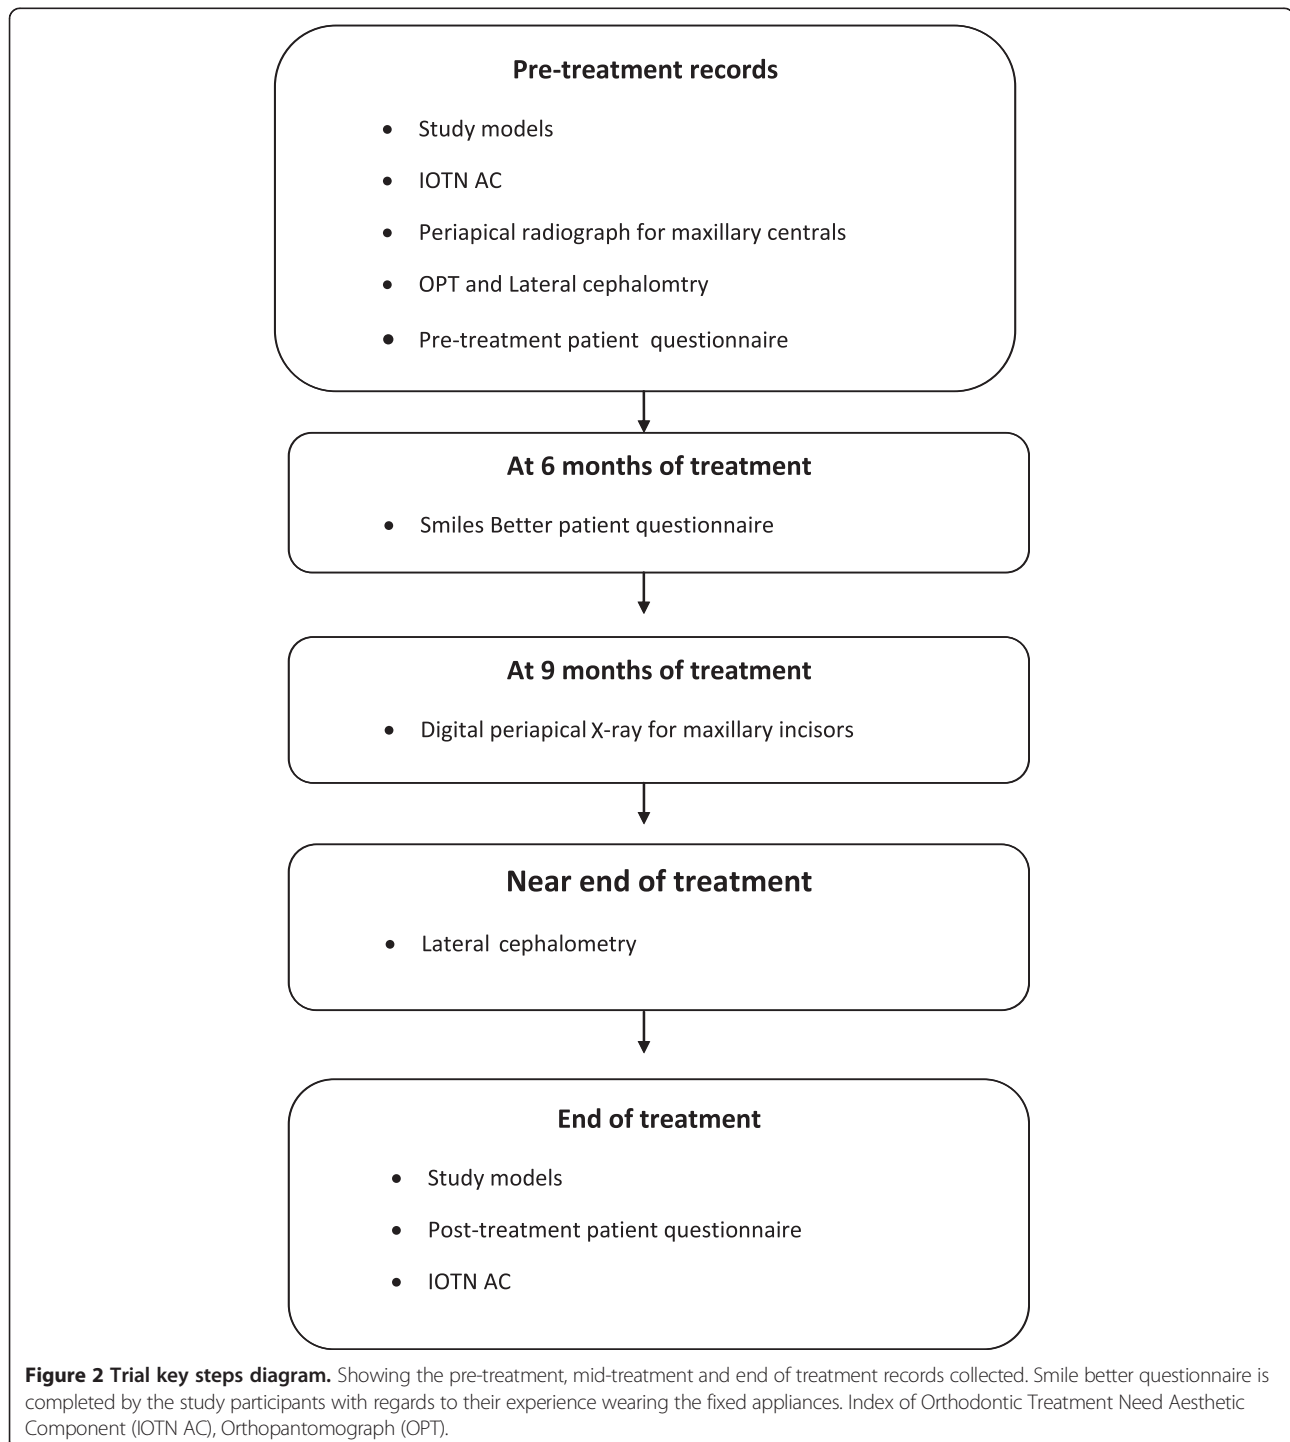 Pre-treatment records
• Study models
• IOTN AC
• Periapical radiograph for maxillary centrals
• OPT and Lateral cephalomtry
• Pre-treatment patient questionnaire
At 6 months of treatment
• Smiles Better patient questionnaire
At 9 months of treatment
• Digital periapical X-ray for maxillary incisors
Near end of treatment
• Lateral cephalometry
End of treatment
• Study models
• Post-treatment patient questionnaire
• IOTN AC
Figure 2 Trial key steps diagram. Showing the pre-treatment, mid-treatment and end of treatment records collected. Smile better questionnaire is
completed by the study participants with regards to their experience wearing the fixed appliances. Index of Orthodontic Treatment Need Aesthetic
Component (IOTN AC), Orthopantomograph (OPT).